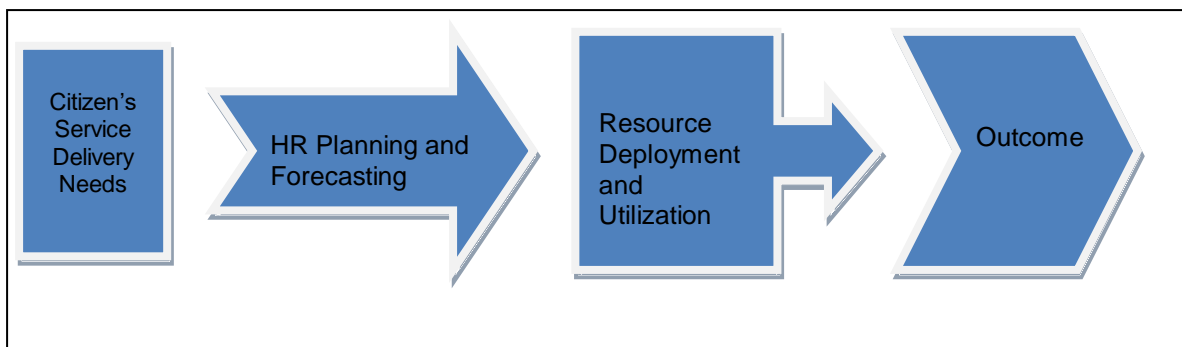 Citizen's
Service
Delivery
Needs
HR Planning and
Forecasting
Resource
Deployment
and
Utilization
Outcome